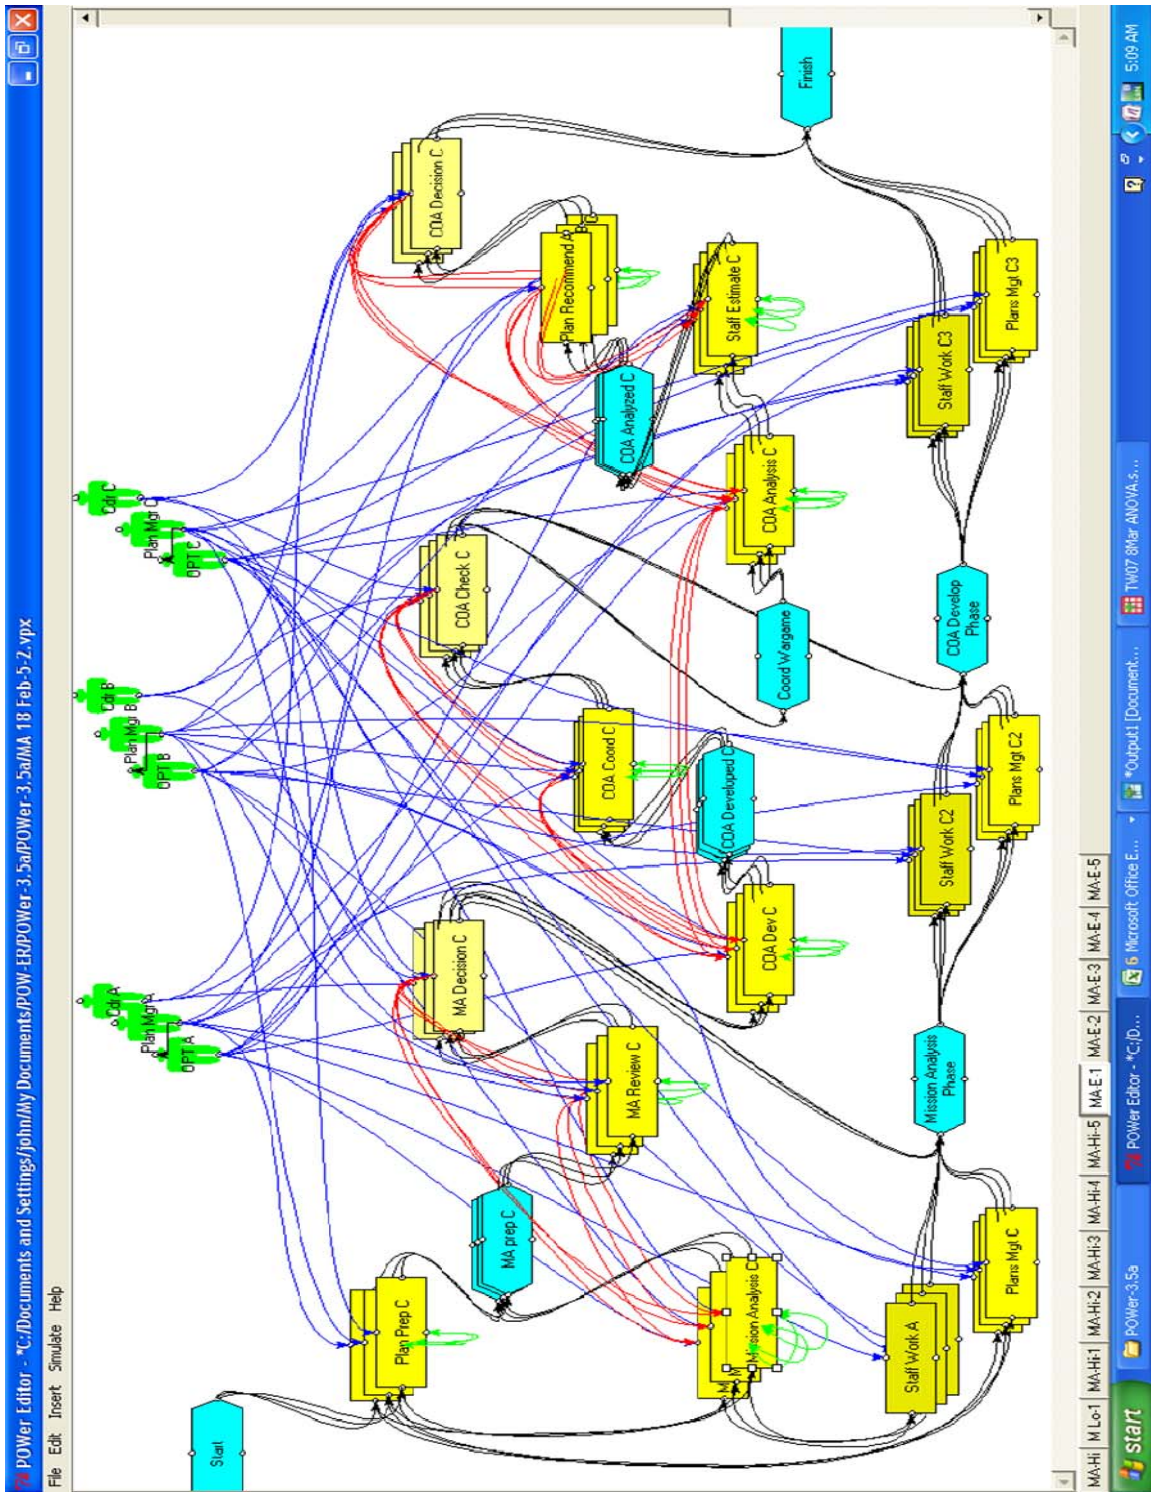 POWer Editor - *C:/Documents and Settings/john/My Documents/POW-ER/POWer-3.5a/POWer-3.5a/MA 18 Feb-5-2.vpx
File Edit Insert Simulate Help
Cdr A
Plan Mgr A
OPT A
Cdr B
Plan Mgr B
OPT B
Cdr C
Plan Mgr C
OPT C
Start
Plan Prep C
MA prep C
MA Decision C
COA Check C
COA Decision C
MA Review C
COA Coord C
Plan Recommend A
COA Analyzed C
Finish
Mission Analysis C
COA Dev C
COA Developed C
Coord Wargame
COA Analysis C
Staff Estimate C
Staff Work A
Mission Analysis
Phase
Staff Work C2
COA Develop
Phase
Staff Work C3
Plans Mgt C
Plans Mgt C2
Plans Mgt C3
MA-Hi M Lo-1 MA-Hi-1 MA-Hi-2 MA-Hi-3 MA-Hi-4 MA-Hi-5 MA-E-1 MA-E-2 MA-E-3 MA-E-4 MA-E-5
start POWer-3.5a POWer Editor - *C:/D... 6 Microsoft Office E... *Output1 [Document... TW07 8Mar ANOVA.s... 5:09 AM